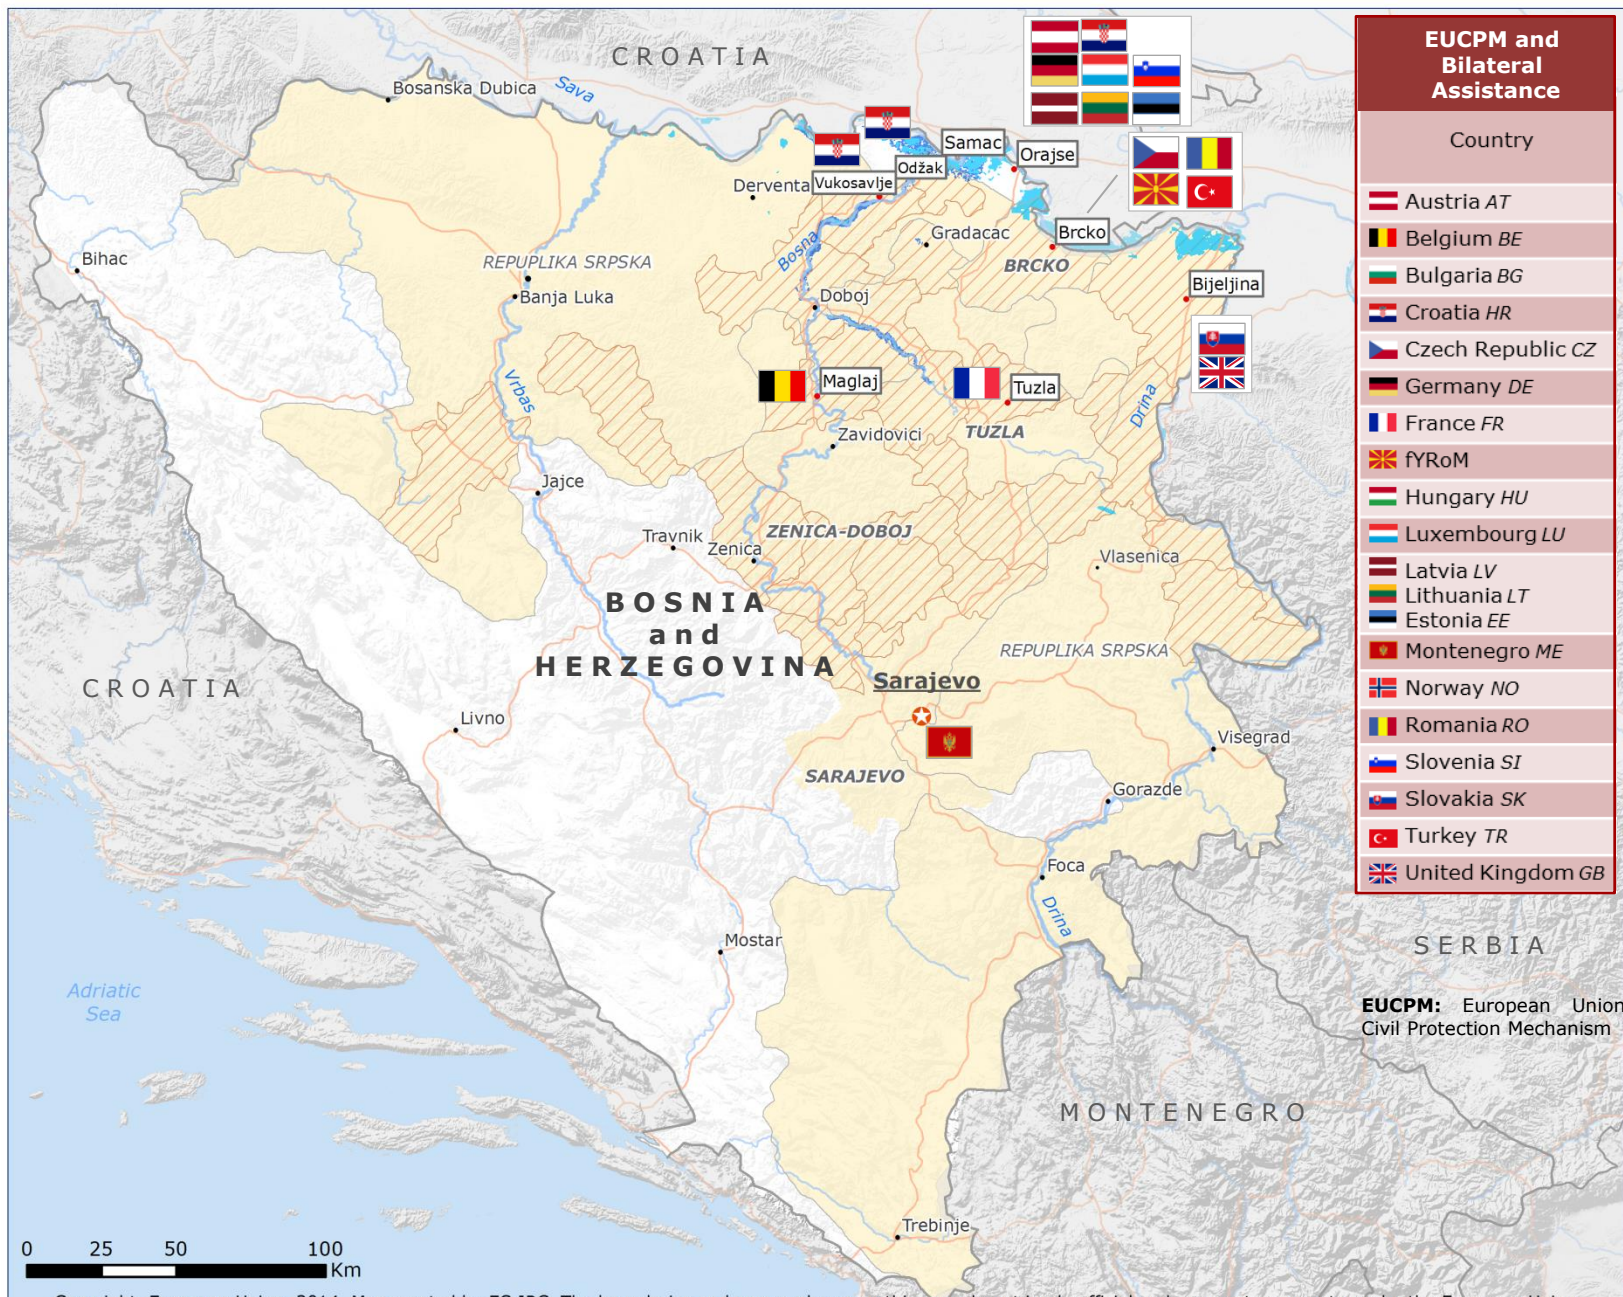 CROATIA
Bosanska Dubica
Sava
Samac
Orajse
Odžak
Derventa
Vukosavlje
Bosna
Gradacac
Brcko
BRCKO
Bihac
REPUPLIKA SRPSKA
Banja Luka
Doboj
Bijeljina
Vrbas
Maglaj
Tuzla
Drina
TUZLA
Zavidovici
Jajce
Travnik
Zenica
ZENICA-DOBOJ
Vlasenica
BOSNIA
and
HERZEGOVINA
REPUPLIKA SRPSKA
CROATIA
Sarajevo
Livno
Visegrad
SARAJEVO
Gorazde
Foca
Drina
Mostar
Adriatic
Sea
SERBIA
MONTENEGRO
Trebinje
0 25 50 100
Km
EUCPM and
Bilateral
Assistance
Country
Austria AT
Belgium BE
Bulgaria BG
Croatia HR
Czech Republic CZ
Germany DE
France FR
fYRoM
Hungary HU
Luxembourg LU
Latvia LV
Lithuania LT
Estonia EE
Montenegro ME
Norway NO
Romania RO
Slovenia SI
Slovakia SK
Turkey TR
United Kingdom GB
EUCPM: European Union
Civil Protection Mechanism